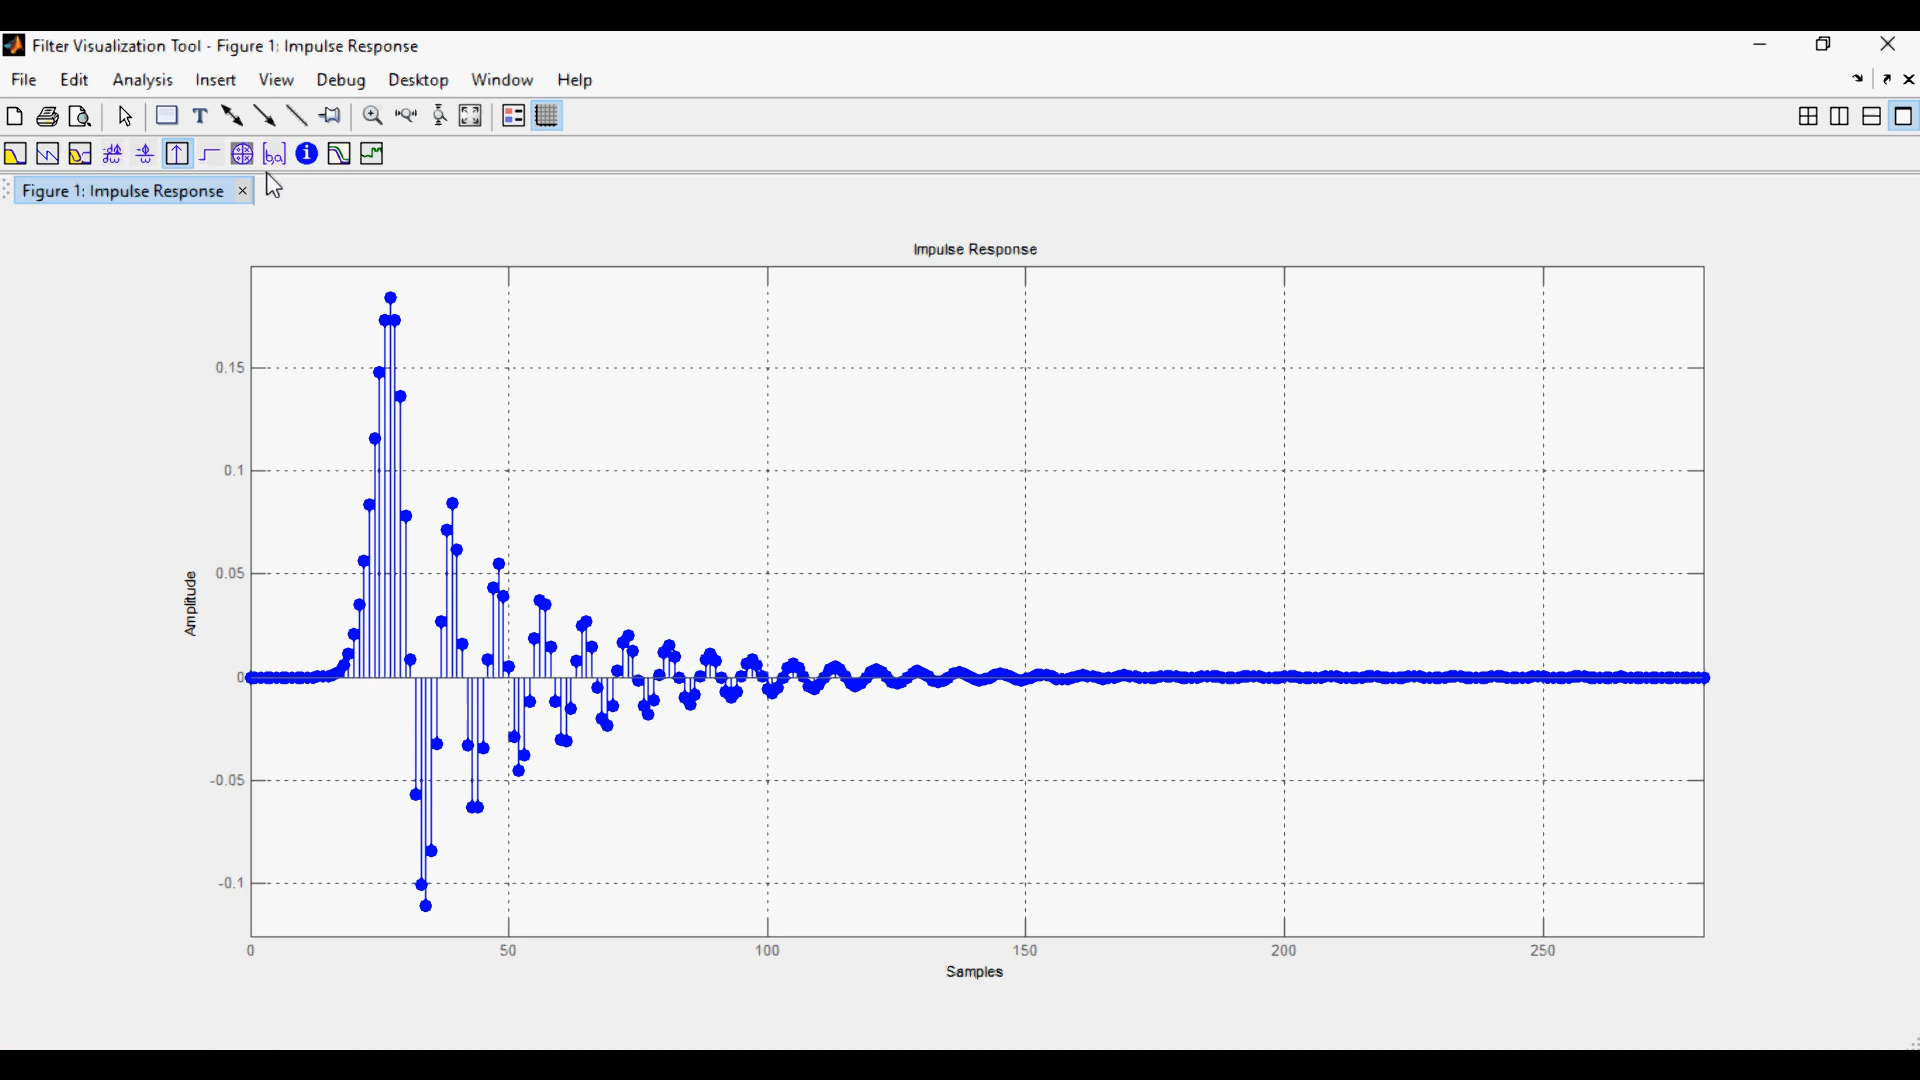 Filter Visualization Tool - Figure 1: Impulse Response
File Edit Analysis Insert View Debug Desktop Window Help
T
[b,a] i
Figure 1: Impulse Response ×
Impulse Response
0.15
0.1
0.05
0
-0.05
-0.1
Amplitude
0 50 100 150 200 250
Samples